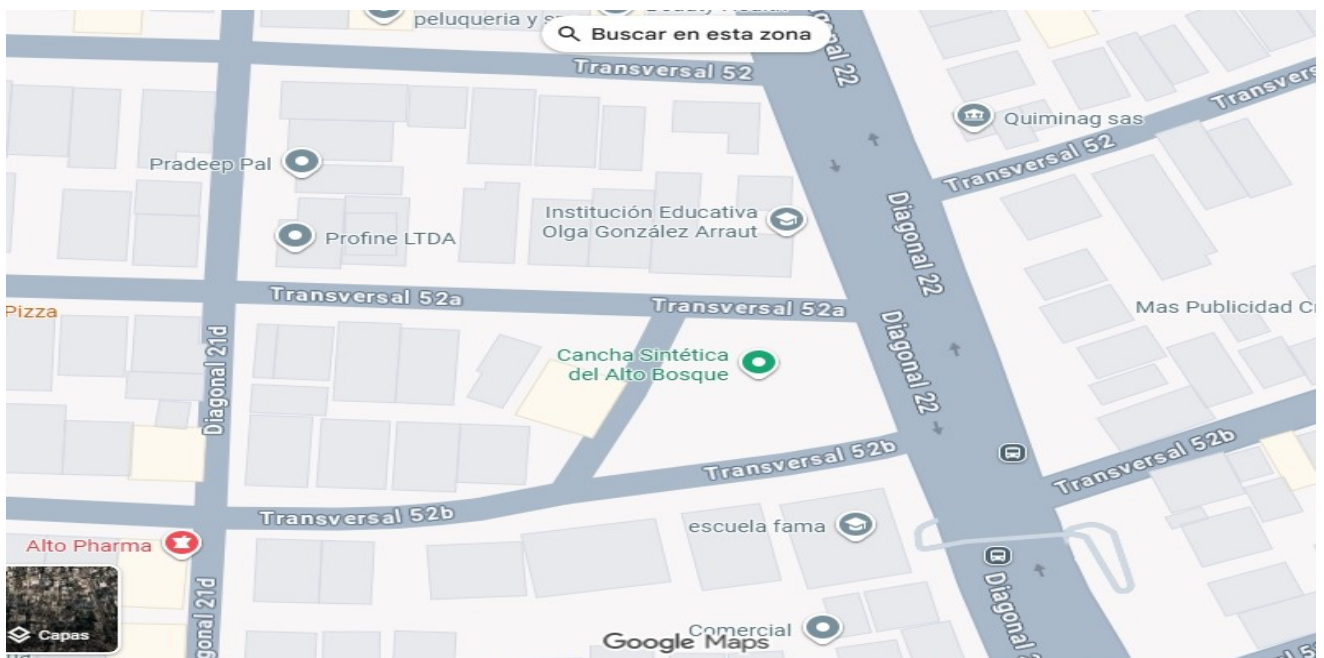 peluqueria y
Buscar en esta zona
Diagonal 22
Transversal 52
Quiminag sas
Transversal 52
Pradeep Pal
Institución Educativa
Olga González Arraut
Profine LTDA
Diagonal 22
Transversal 52a
Transversal 52a
Pizza
Mas Publicidad
Cancha Sintética
del Alto Bosque
Diagonal 22
Diagonal 21d
Transversal 52b
Transversal 52b
Transversal 52b
escuela fama
Alto Pharma
Diagonal 22
Capas
Comercial
Google Maps